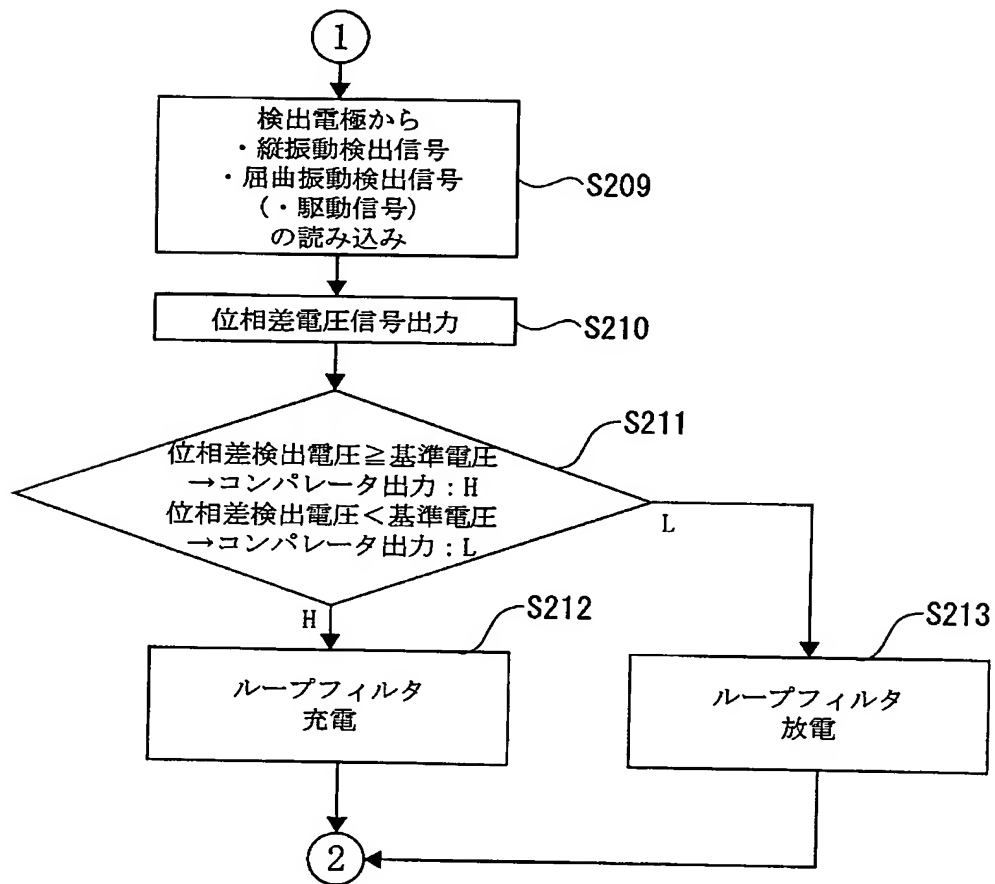 1
検出電極から
・縦振動検出信号
・屈曲振動検出信号
(・駆動信号)
の読み込み
S209
位相差電圧信号出力
S210
S211
位相差検出電圧≧基準電圧
→コンパレータ出力:H
位相差検出電圧<基準電圧
→コンパレータ出力:L
L
H
S212
S213
ループフィルタ
充電
ループフィルタ
放電
2